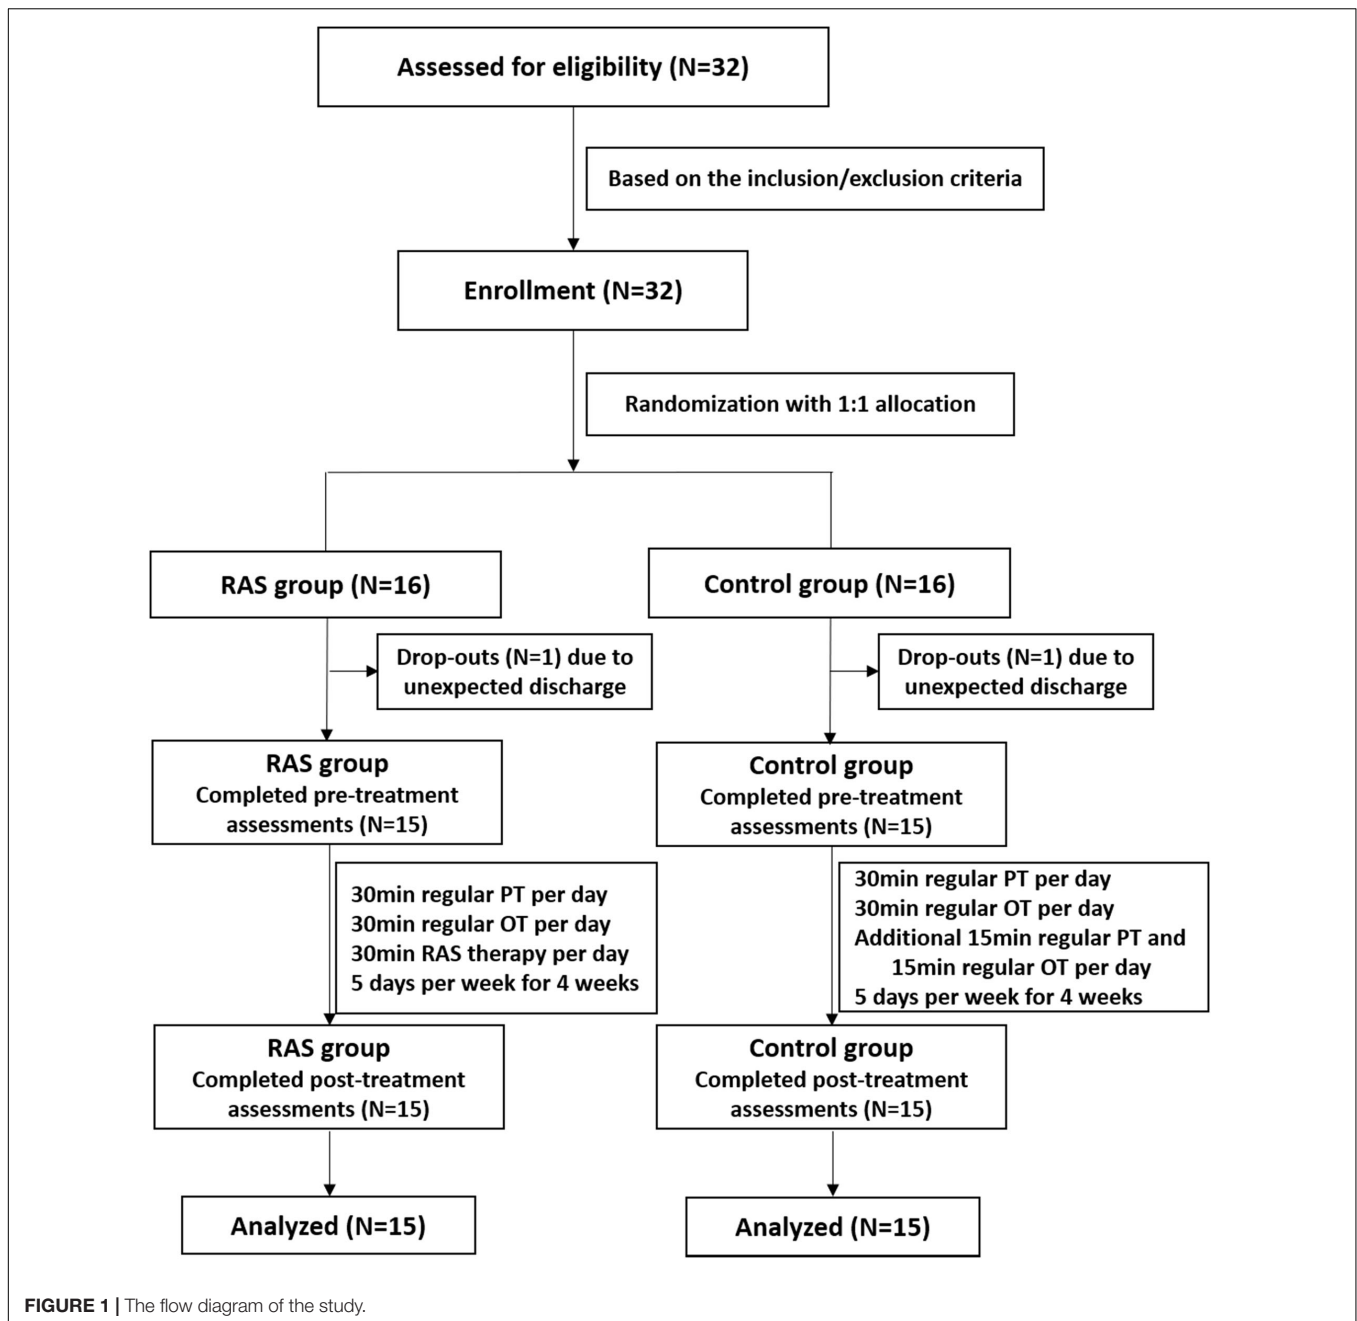 Assessed for eligibility (N=32)
Based on the inclusion/exclusion criteria
Enrollment (N=32)
Randomization with 1:1 allocation
RAS group (N=16)
Control group (N=16)
Drop-outs (N=1) due to
unexpected discharge
Drop-outs (N=1) due to
unexpected discharge
RAS group
Completed pre-treatment
assessments (N=15)
Control group
Completed pre-treatment
assessments (N=15)
30min regular PT per day
30min regular OT per day
30min RAS therapy per day
5 days per week for 4 weeks
30min regular PT per day
30min regular OT per day
Additional 15min regular PT and
15min regular OT per day
5 days per week for 4 weeks
RAS group
Completed post-treatment
assessments (N=15)
Control group
Completed post-treatment
assessments (N=15)
Analyzed (N=15)
Analyzed (N=15)
FIGURE 1 | The flow diagram of the study.